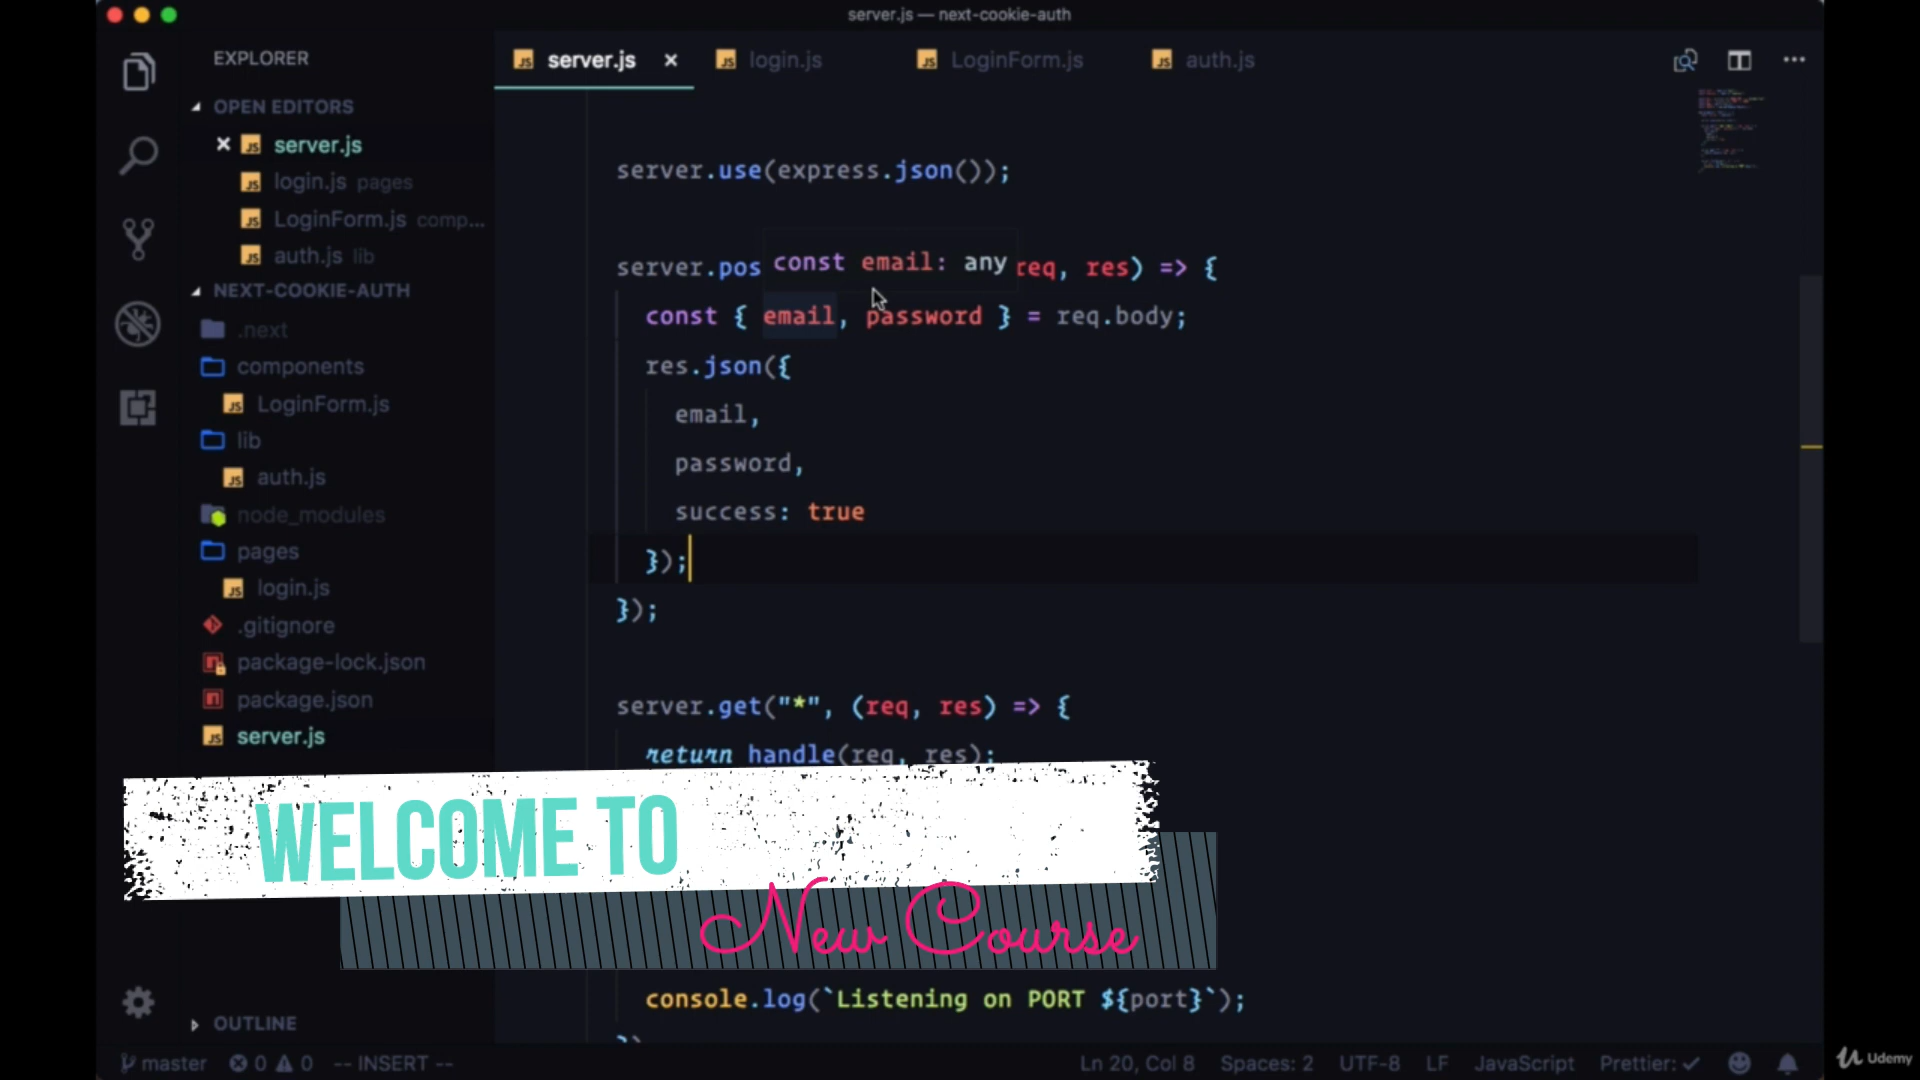 server.js — next-cookie-auth
EXPLORER
server.js
login.js
LoginForm.js
auth.js
OPEN EDITORS
server.js
login.js pages
LoginForm.js comp...
auth.js lib
NEXT-COOKIE-AUTH
.next
components
LoginForm.js
lib
auth.js
node_modules
pages
login.js
.gitignore
package-lock.json
package.json
server.js
OUTLINE
server.use(express.json());
const email: any
server.pos req, res) => {
const { email, password } = req.body;
res.json({
email,
password,
success: true
});
});
server.get("*", (req, res) => {
return handle(req, res);
WELCOME TO
New Course
console.log(`Listening on PORT ${port}`);
master 0 0 -- INSERT --
Ln 20, Col 8 Spaces: 2 UTF-8 LF JavaScript Prettier: ✓
Udemy